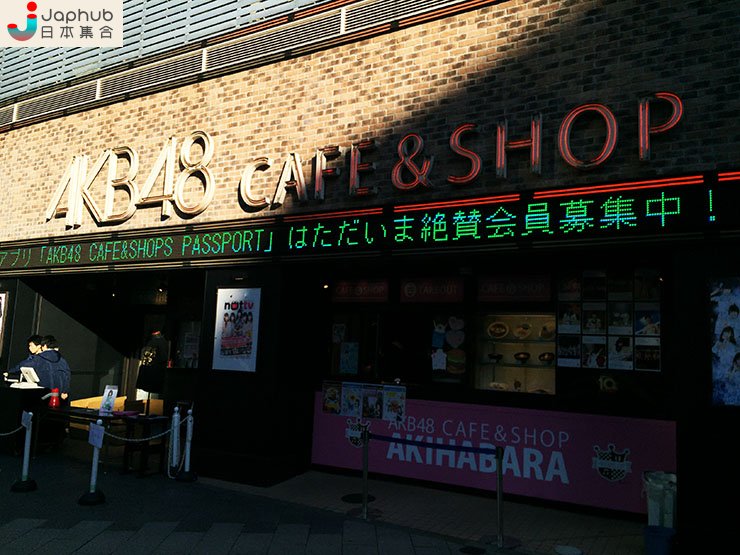 Japhub
日本集合
AKB48 CAFE & SHOP
アプリ「AKB48 CAFE&SHOPS PASSPORT」はただいま絶賛会員募集中！
CAFE & SHOP
CAFE & SHOP
nottv
AKB48 CAFE & SHOP
AKIHABARA